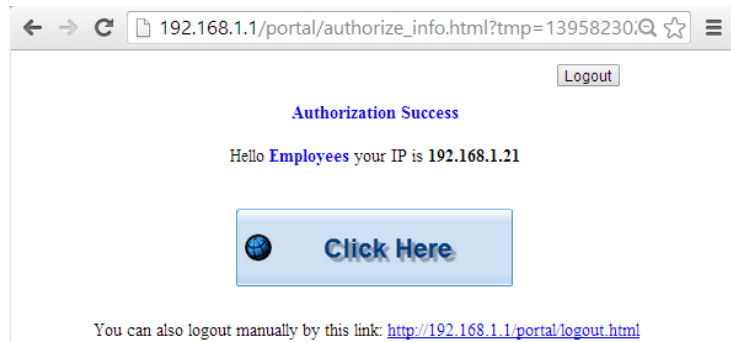 192.168.1.1/portal/authorize_info.html?tmp=13958230
Logout
Authorization Success
Hello Employees your IP is 192.168.1.21
Click Here
You can also logout manually by this link: http://192.168.1.1/portal/logout.html